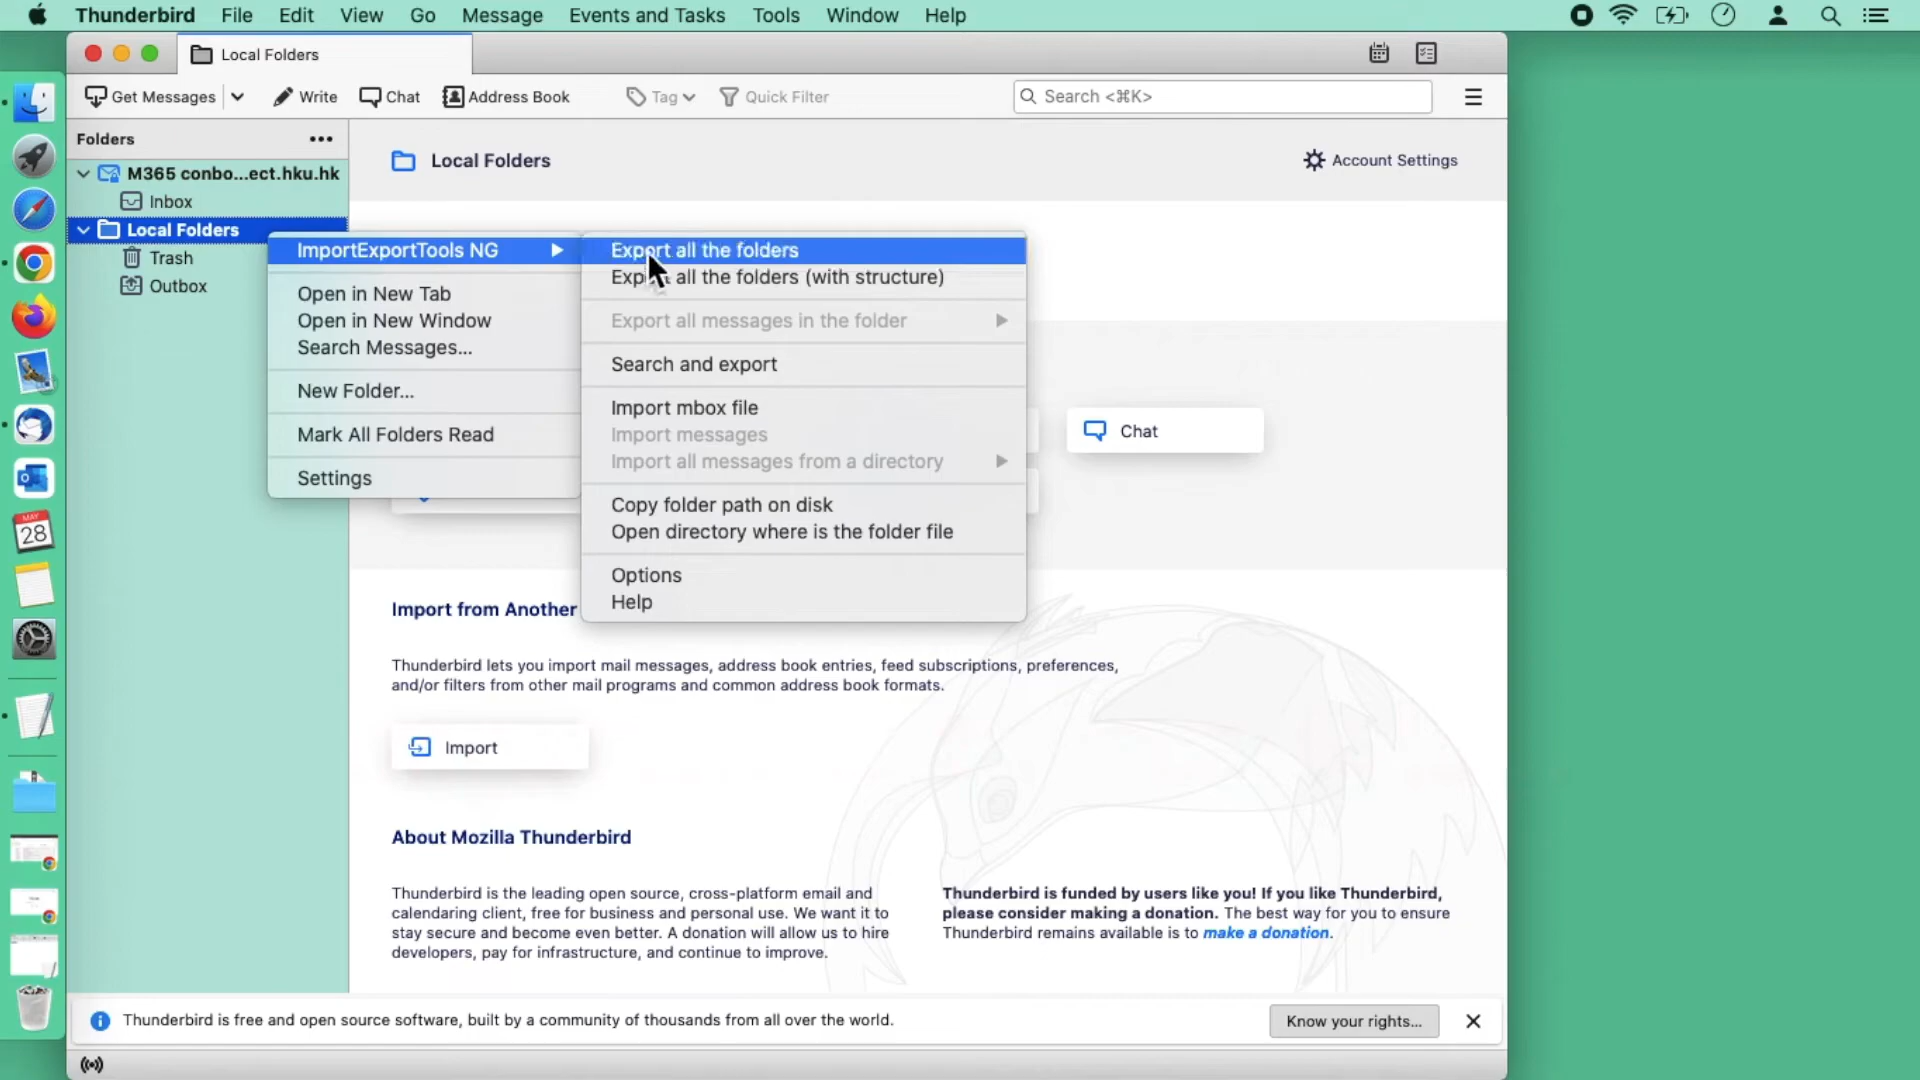 Thunderbird File Edit View Go Message Events and Tasks Tools Window Help
Local Folders
Get Messages Write Chat Address Book Tag Quick Filter Search <⌘K>
Folders
M365 conbo...ect.hku.hk
Inbox
Local Folders
Trash
Outbox
Local Folders
Account Settings
ImportExportTools NG
Open in New Tab
Open in New Window
Search Messages...
New Folder...
Mark All Folders Read
Settings
Export all the folders
Export all the folders (with structure)
Export all messages in the folder
Search and export
Import mbox file
Import messages
Import all messages from a directory
Copy folder path on disk
Open directory where is the folder file
Options
Help
Chat
MAY
28
Import from Another
Thunderbird lets you import mail messages, address book entries, feed subscriptions, preferences,
and/or filters from other mail programs and common address book formats.
Import
About Mozilla Thunderbird
Thunderbird is the leading open source, cross-platform email and
calendaring client, free for business and personal use. We want it to
stay secure and become even better. A donation will allow us to hire
developers, pay for infrastructure, and continue to improve.
Thunderbird is funded by users like you! If you like Thunderbird,
please consider making a donation. The best way for you to ensure
Thunderbird remains available is to make a donation.
Thunderbird is free and open source software, built by a community of thousands from all over the world.
Know your rights...